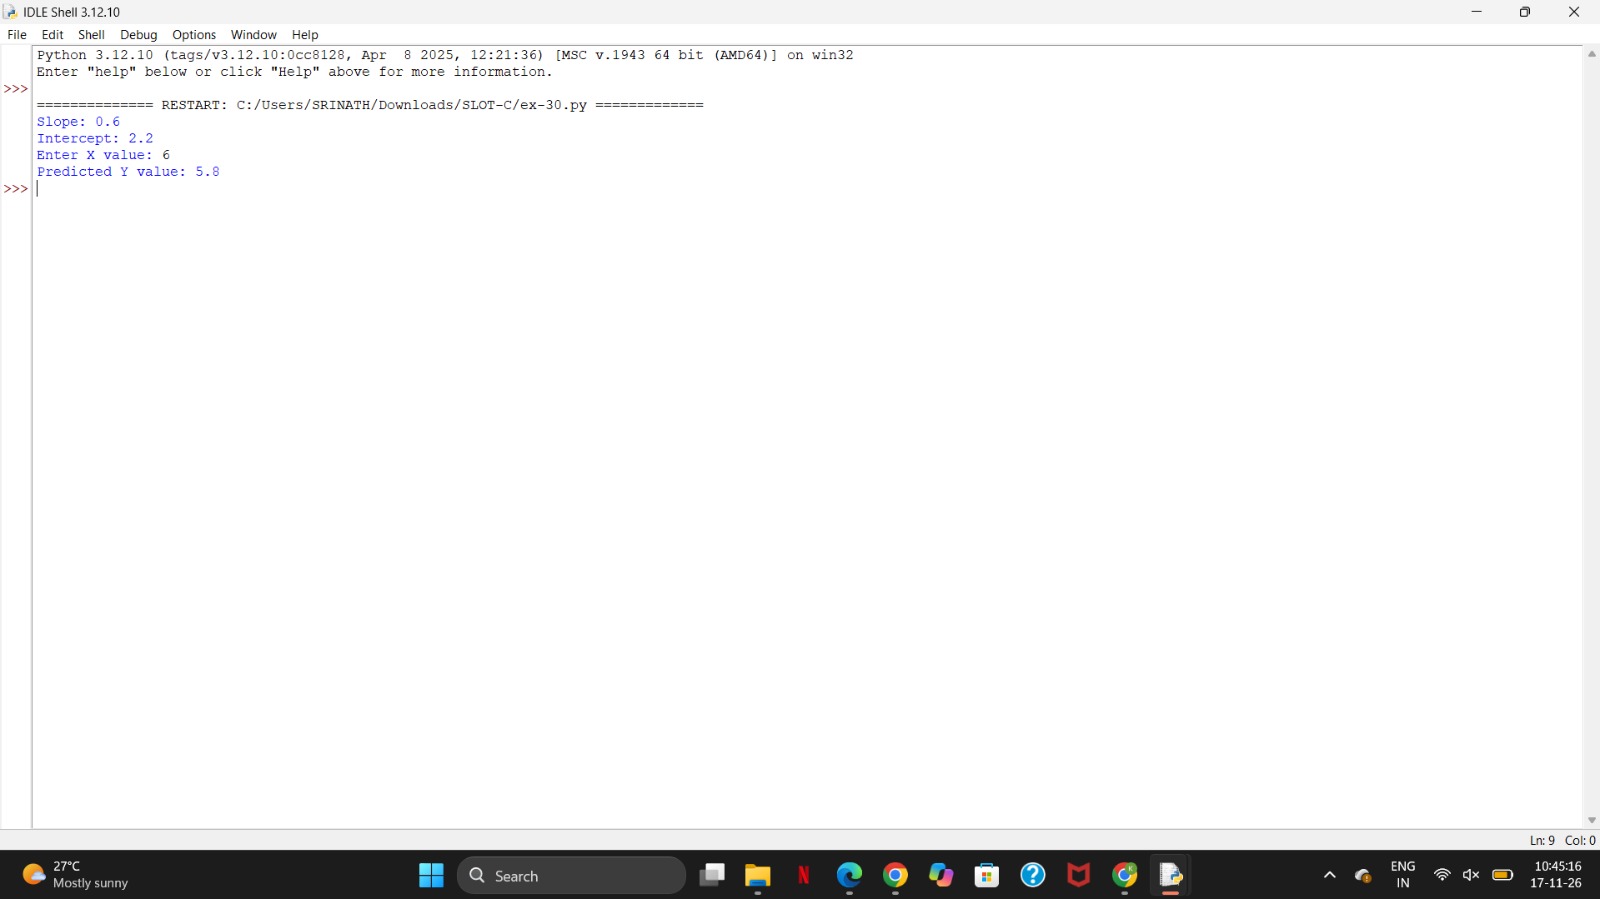 IDLE Shell 3.12.10
File Edit Shell Debug Options Window Help
Python 3.12.10 (tags/v3.12.10:0cc8128, Apr  8 2025, 12:21:36) [MSC v.1943 64 bit (AMD64)] on win32
Enter "help" below or click "Help" above for more information.
>>>
============== RESTART: C:/Users/SRINATH/Downloads/SLOT-C/ex-30.py =============
Slope: 0.6
Intercept: 2.2
Enter X value: 6
Predicted Y value: 5.8
>>>
Ln: 9 Col: 0
27°C
Mostly sunny
Search
ENG
IN
10:45:16
17-11-26